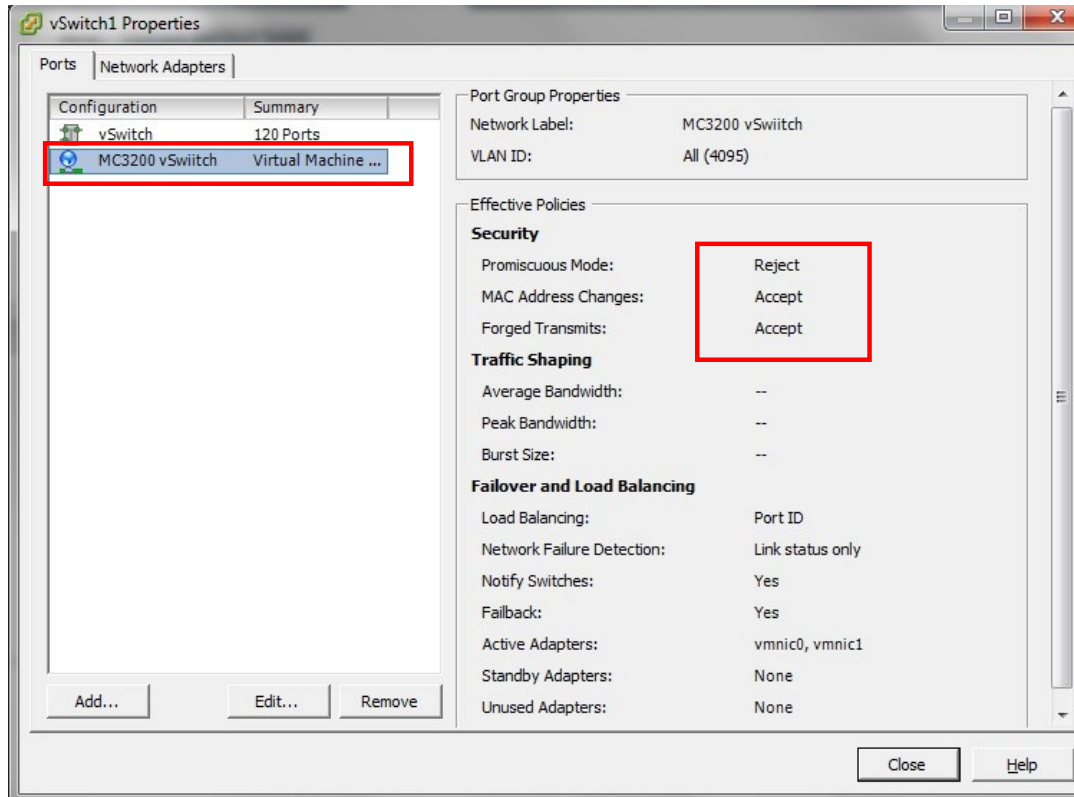 vSwitch1 Properties
Ports Network Adapters
Configuration Summary
vSwitch 120 Ports
MC3200 vSwiitch Virtual Machine ...
Add... Edit... Remove
Port Group Properties
Network Label: MC3200 vSwiitch
VLAN ID: All (4095)
Effective Policies
Security
Promiscuous Mode: Reject
MAC Address Changes: Accept
Forged Transmits: Accept
Traffic Shaping
Average Bandwidth: --
Peak Bandwidth: --
Burst Size: --
Failover and Load Balancing
Load Balancing: Port ID
Network Failure Detection: Link status only
Notify Switches: Yes
Failback: Yes
Active Adapters: vmnic0, vmnic1
Standby Adapters: None
Unused Adapters: None
Close Help